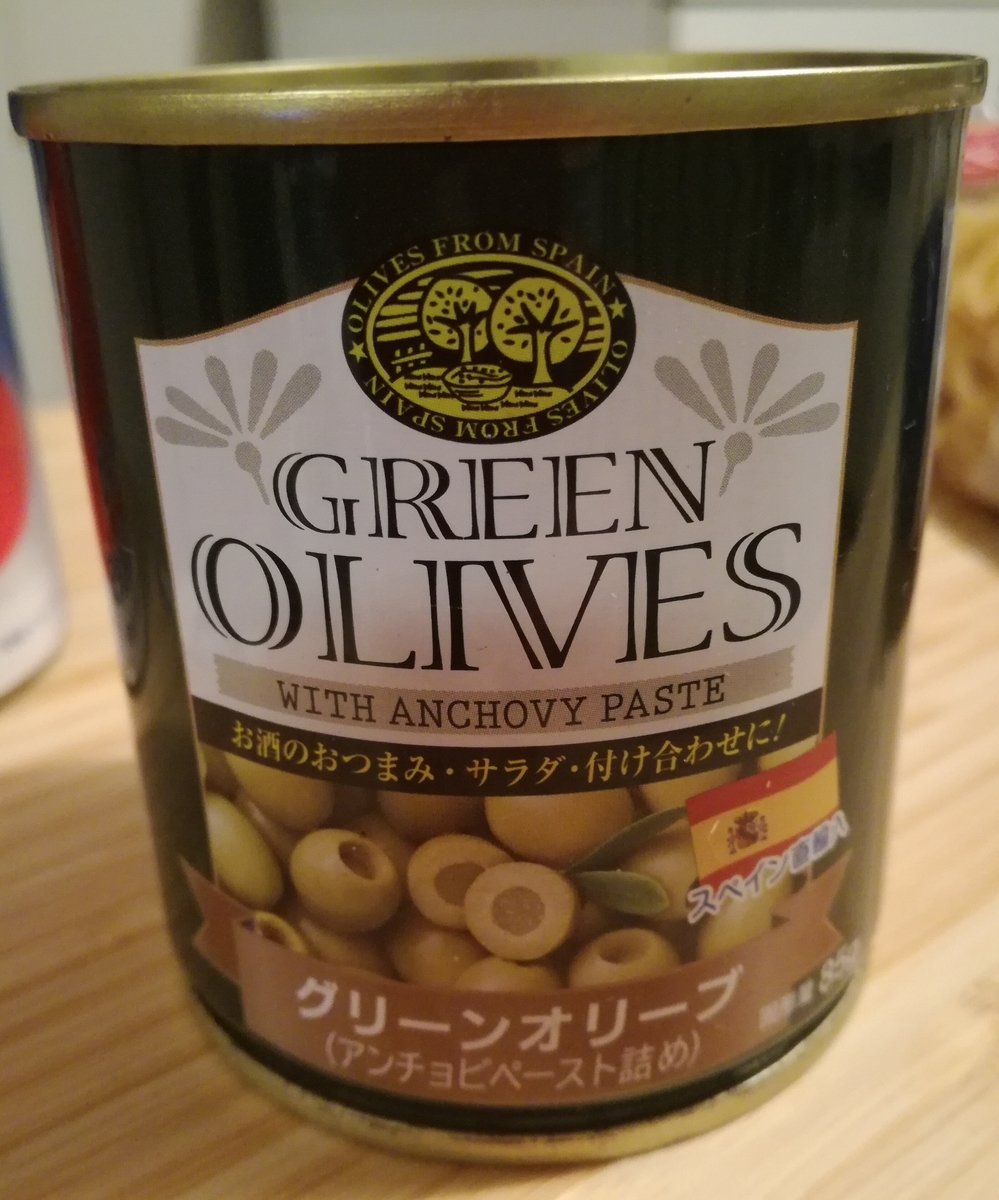 OLIVES FROM SPAIN
OLIVES FROM SPAIN
GREEN
OLIVES
WITH ANCHOVY PASTE
お酒のおつまみ・サラダ・付け合わせに!
スペイン直輸入
グリーンオリーブ
(アンチョビペースト詰め)